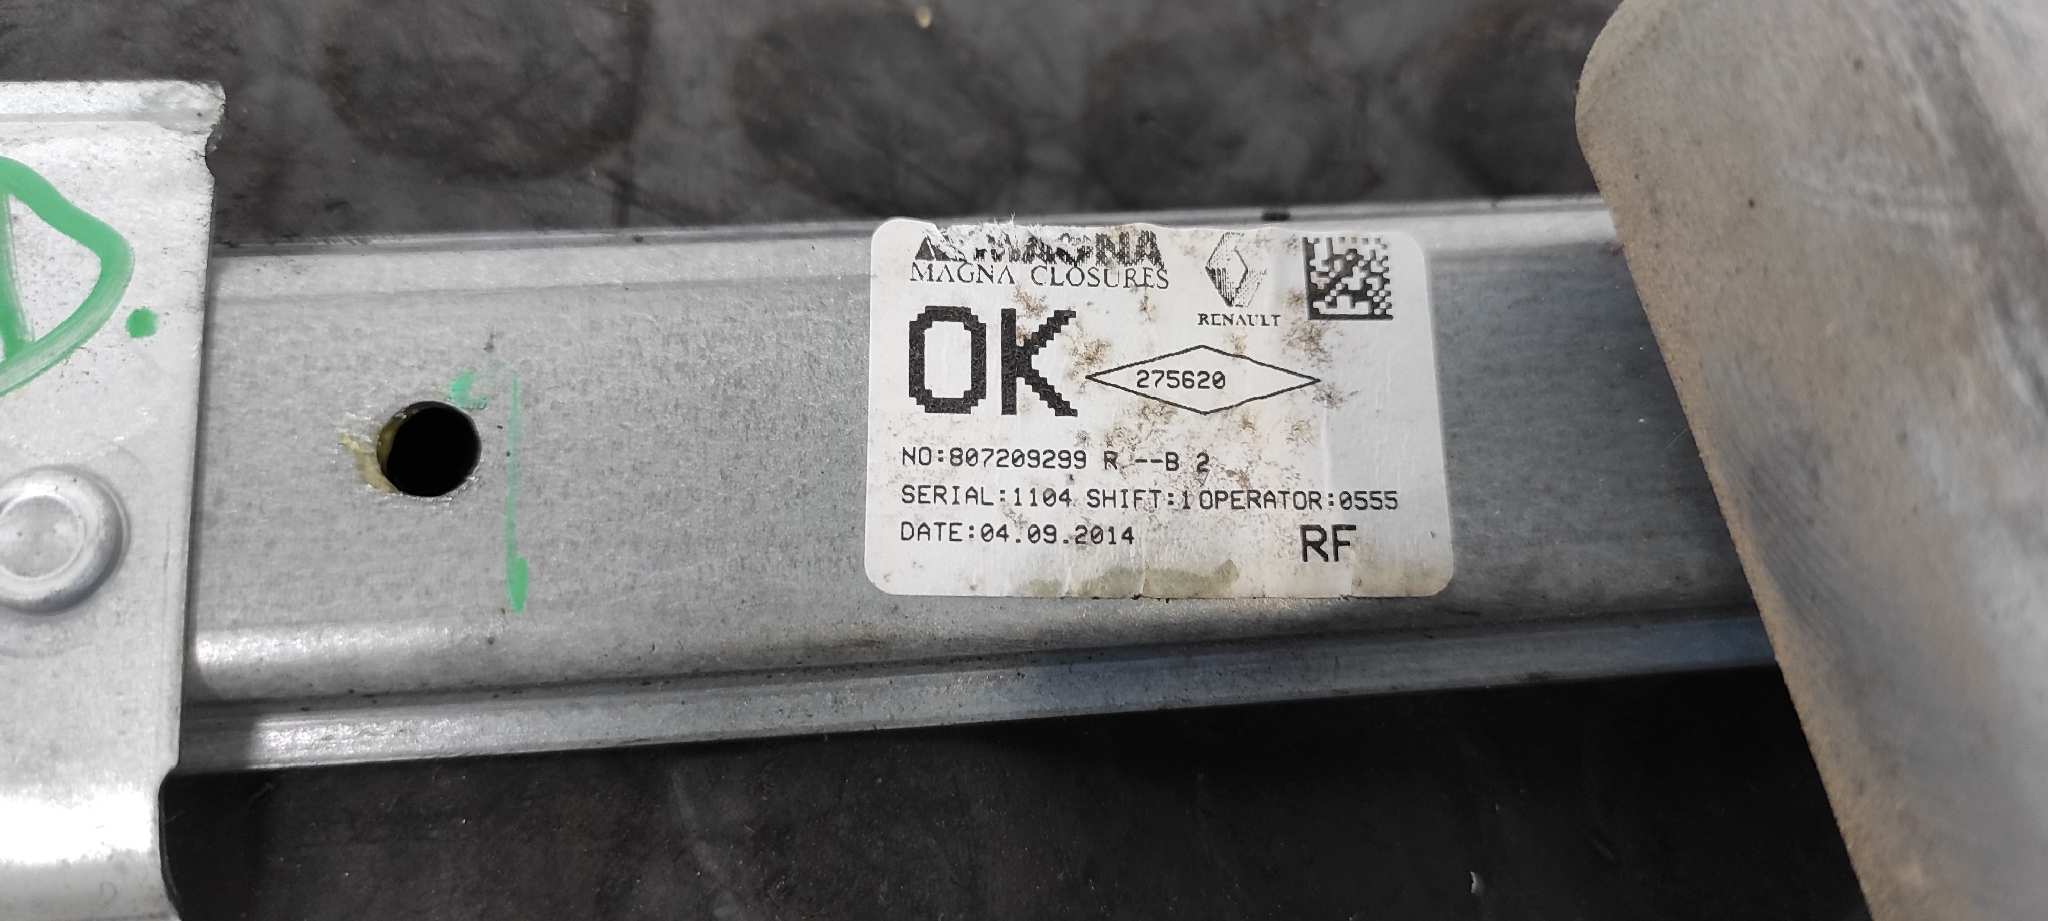 MAGNA
MAGNA CLOSURES
RENAULT
OK
275620
NO:807209299 R --B 2
SERIAL:1104 SHIFT:1 OPERATOR:0555
DATE:04.09.2014
RF